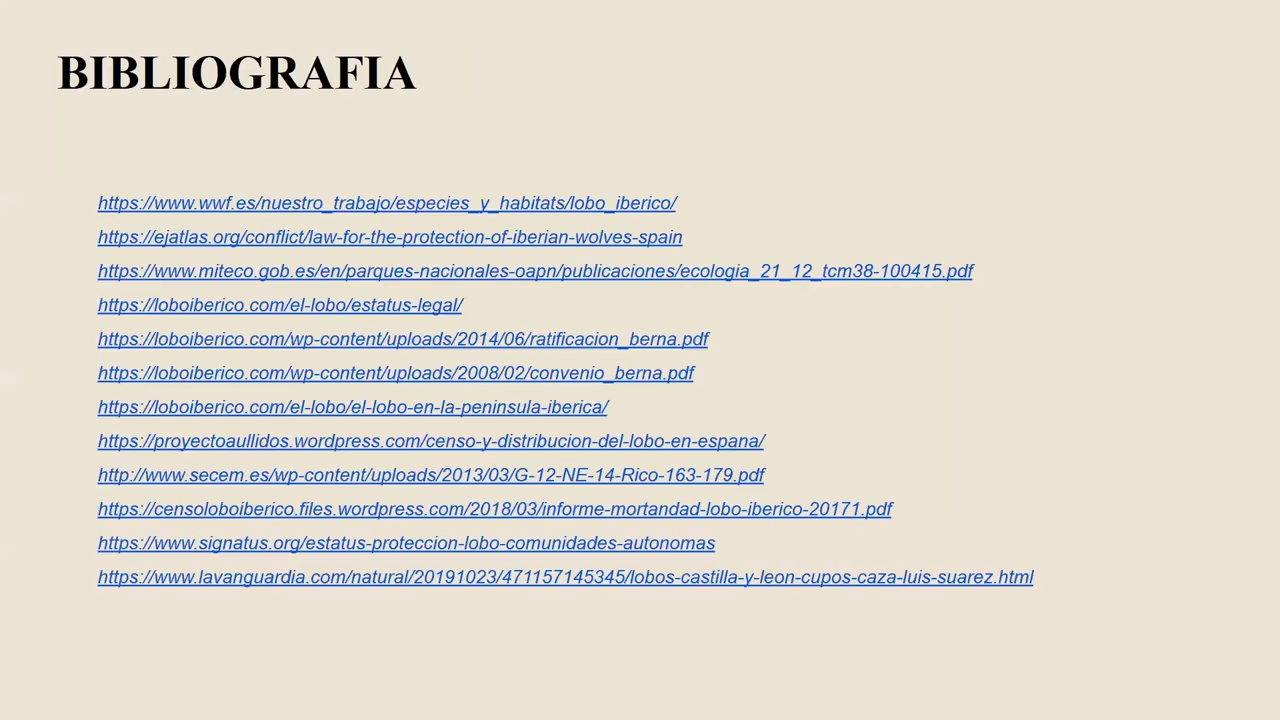 BIBLIOGRAFIA
https://www.wwf.es/nuestro_trabajo/especies_y_habitats/lobo_iberico/
https://ejatlas.org/conflict/law-for-the-protection-of-iberian-wolves-spain
https://www.miteco.gob.es/en/parques-nacionales-oapn/publicaciones/ecologia_21_12_tcm38-100415.pdf
https://loboiberico.com/el-lobo/estatus-legal/
https://loboiberico.com/wp-content/uploads/2014/06/ratificacion_berna.pdf
https://loboiberico.com/wp-content/uploads/2008/02/convenio_berna.pdf
https://loboiberico.com/el-lobo/el-lobo-en-la-peninsula-iberica/
https://proyectoaullidos.wordpress.com/censo-y-distribucion-del-lobo-en-espana/
http://www.secem.es/wp-content/uploads/2013/03/G-12-NE-14-Rico-163-179.pdf
https://censoloboiberico.files.wordpress.com/2018/03/informe-mortandad-lobo-iberico-20171.pdf
https://www.signatus.org/estatus-proteccion-lobo-comunidades-autonomas
https://www.lavanguardia.com/natural/20191023/471157145345/lobos-castilla-y-leon-cupos-caza-luis-suarez.html